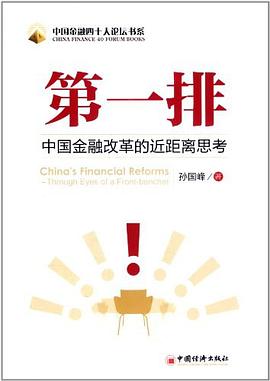 中国金融四十人论坛书系
CHINA FINANCE 40 FORUM BOOKS
第一排
中国金融改革的近距离思考
China's Financial Reforms
—Through Eyes of a Front-bencher
孙国峰/著
中国经济出版社